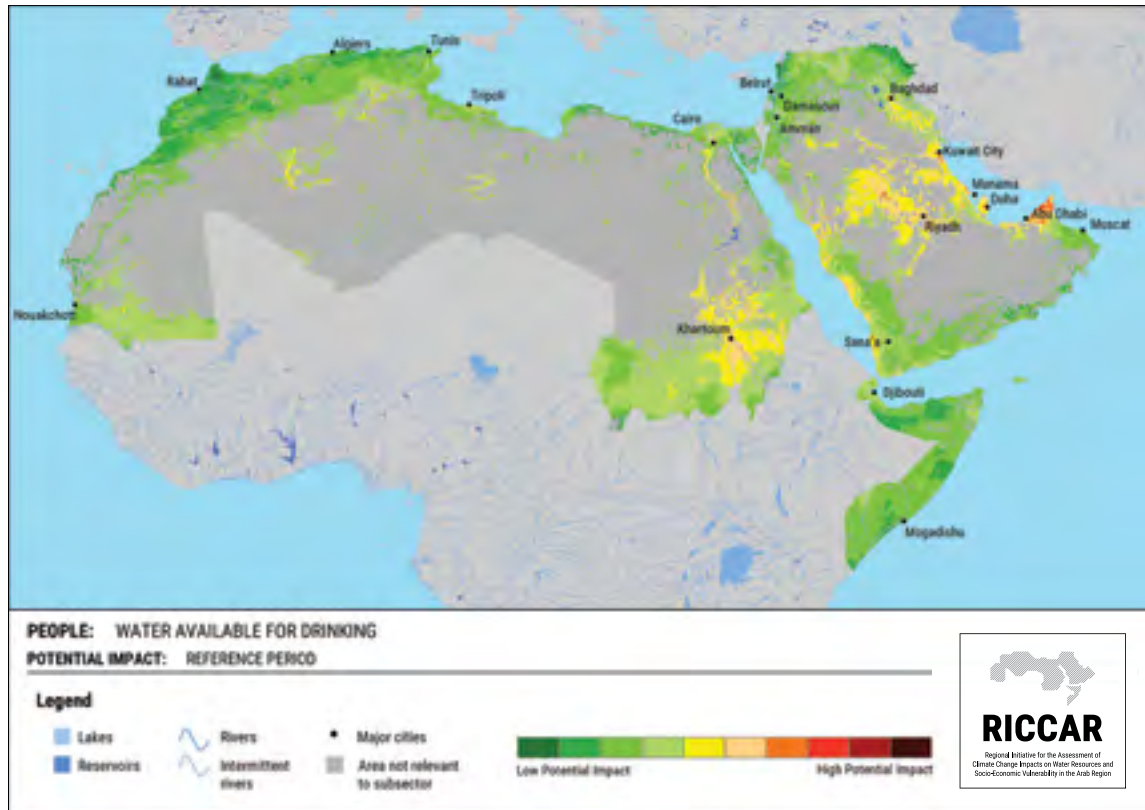 Algiers
Tunis
Rabat
Tripoli
Beirut
Baghdad
Damascus
Cairo
Amman
Kuwait City
Manama
Doha
Abu Dhabi
Riyadh
Muscat
Nouakchott
Khartoum
Sana'a
Djibouti
Mogadishu
PEOPLE: WATER AVAILABLE FOR DRINKING
POTENTIAL IMPACT: REFERENCE PERIOD
Legend
Lakes
Reservoirs
Rivers
Intermittent
rivers
Major cities
Area not relevant
to subsector
Low Potential Impact
High Potential Impact
RICCAR
Regional Initiative for the Assessment of
Climate Change Impacts on Water Resources and
Socio-Economic Vulnerability in the Arab Region